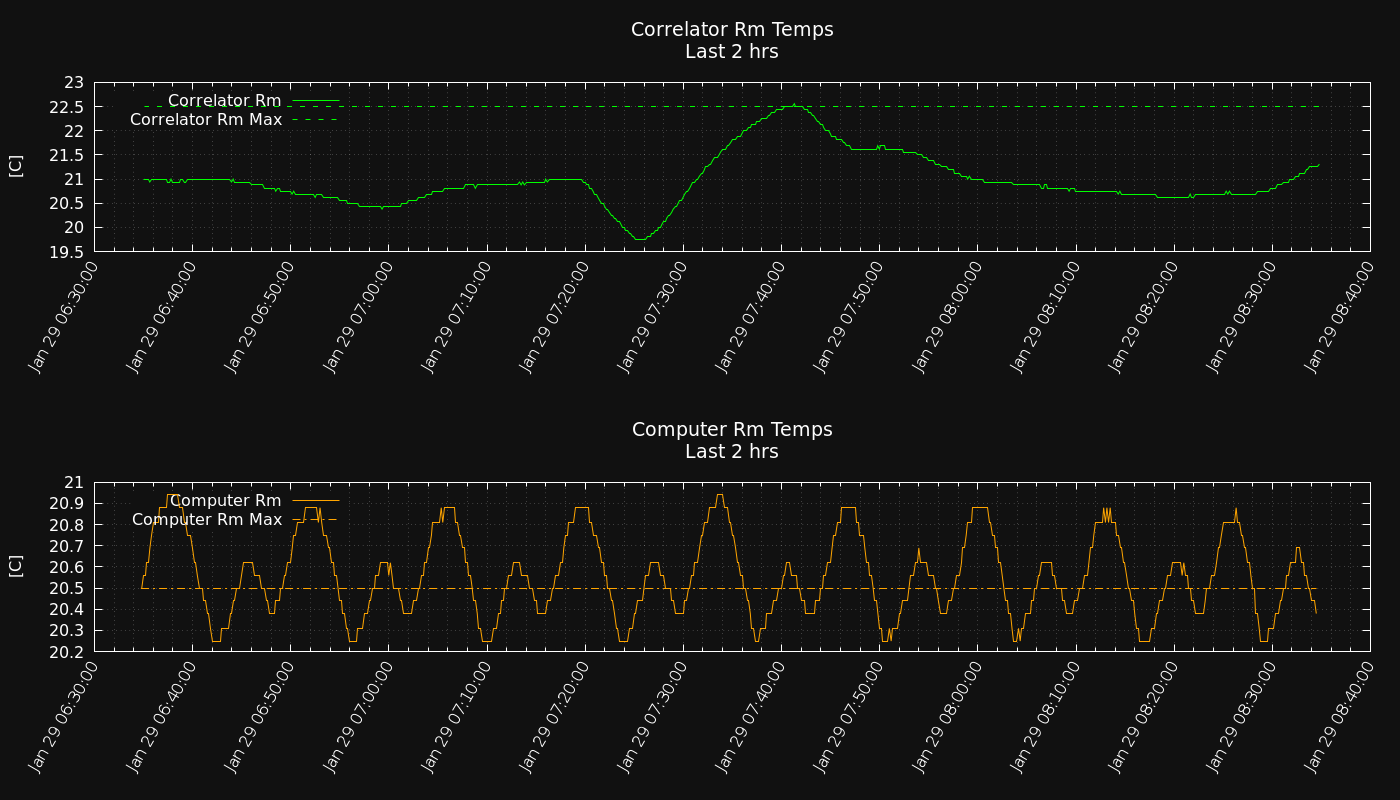 Correlator Rm Temps
Last 2 hrs
23
22.5
22
21.5
21
20.5
20
19.5
[C]
Correlator Rm
Correlator Rm Max
Jan 29 06:30:00
Jan 29 06:40:00
Jan 29 06:50:00
Jan 29 07:00:00
Jan 29 07:10:00
Jan 29 07:20:00
Jan 29 07:30:00
Jan 29 07:40:00
Jan 29 07:50:00
Jan 29 08:00:00
Jan 29 08:10:00
Jan 29 08:20:00
Jan 29 08:30:00
Jan 29 08:40:00
Computer Rm Temps
Last 2 hrs
21
20.9
20.8
20.7
20.6
20.5
20.4
20.3
20.2
[C]
Computer Rm
Computer Rm Max
Jan 29 06:30:00
Jan 29 06:40:00
Jan 29 06:50:00
Jan 29 07:00:00
Jan 29 07:10:00
Jan 29 07:20:00
Jan 29 07:30:00
Jan 29 07:40:00
Jan 29 07:50:00
Jan 29 08:00:00
Jan 29 08:10:00
Jan 29 08:20:00
Jan 29 08:30:00
Jan 29 08:40:00